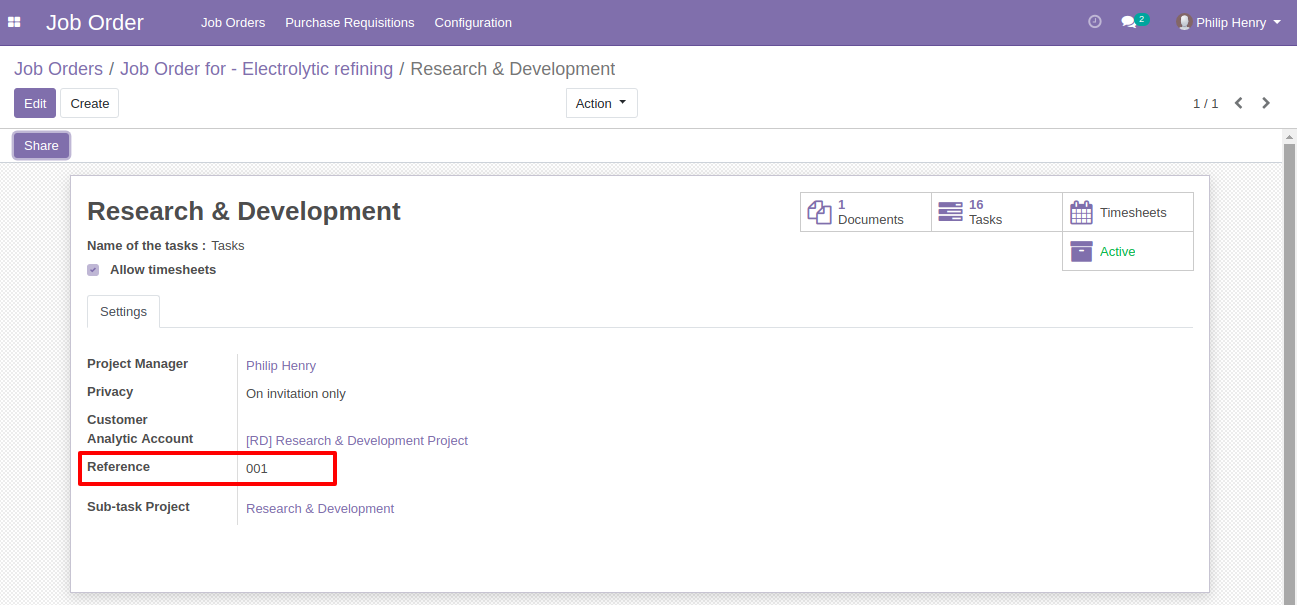 Job Order Job Orders Purchase Requisitions Configuration 2 Philip Henry
Job Orders / Job Order for - Electrolytic refining / Research & Development
Edit Create Action 1 / 1
Share
Research & Development
1
Documents
16
Tasks
Timesheets
Name of the tasks : Tasks
Active
Allow timesheets
Settings
Project Manager Philip Henry
Privacy On invitation only
Customer
Analytic Account [RD] Research & Development Project
Reference 001
Sub-task Project Research & Development